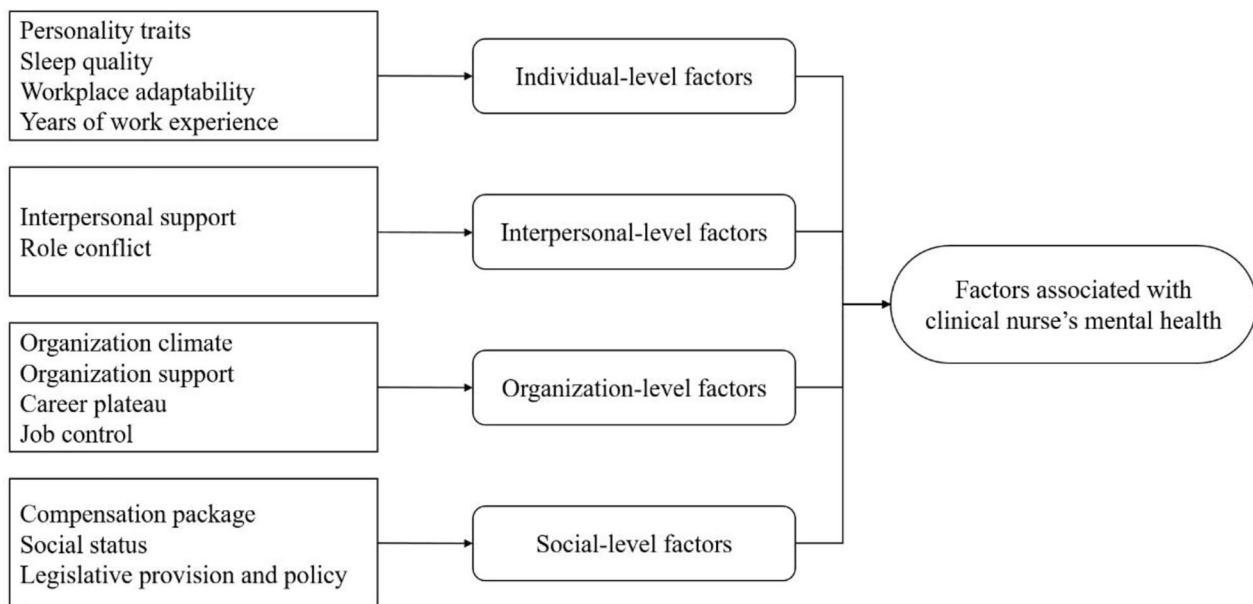 Personality traits
Sleep quality
Workplace adaptability
Years of work experience
Individual-level factors
Interpersonal support
Role conflict
Interpersonal-level factors
Organization climate
Organization support
Career plateau
Job control
Organization-level factors
Compensation package
Social status
Legislative provision and policy
Social-level factors
Factors associated with
clinical nurse's mental health